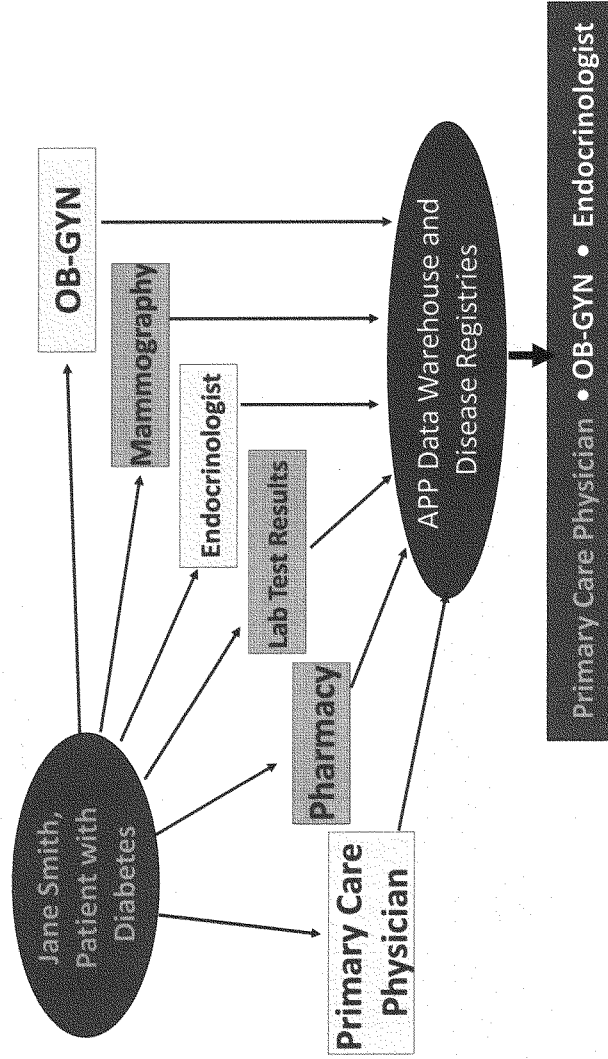 Jane Smith,
Patient with
Diabetes
OB-GYN
Mammography
Endocrinologist
Lab Test Results
Pharmacy
Primary Care
Physician
APP Data Warehouse and
Disease Registries
Primary Care Physician • OB-GYN • Endocrinologist